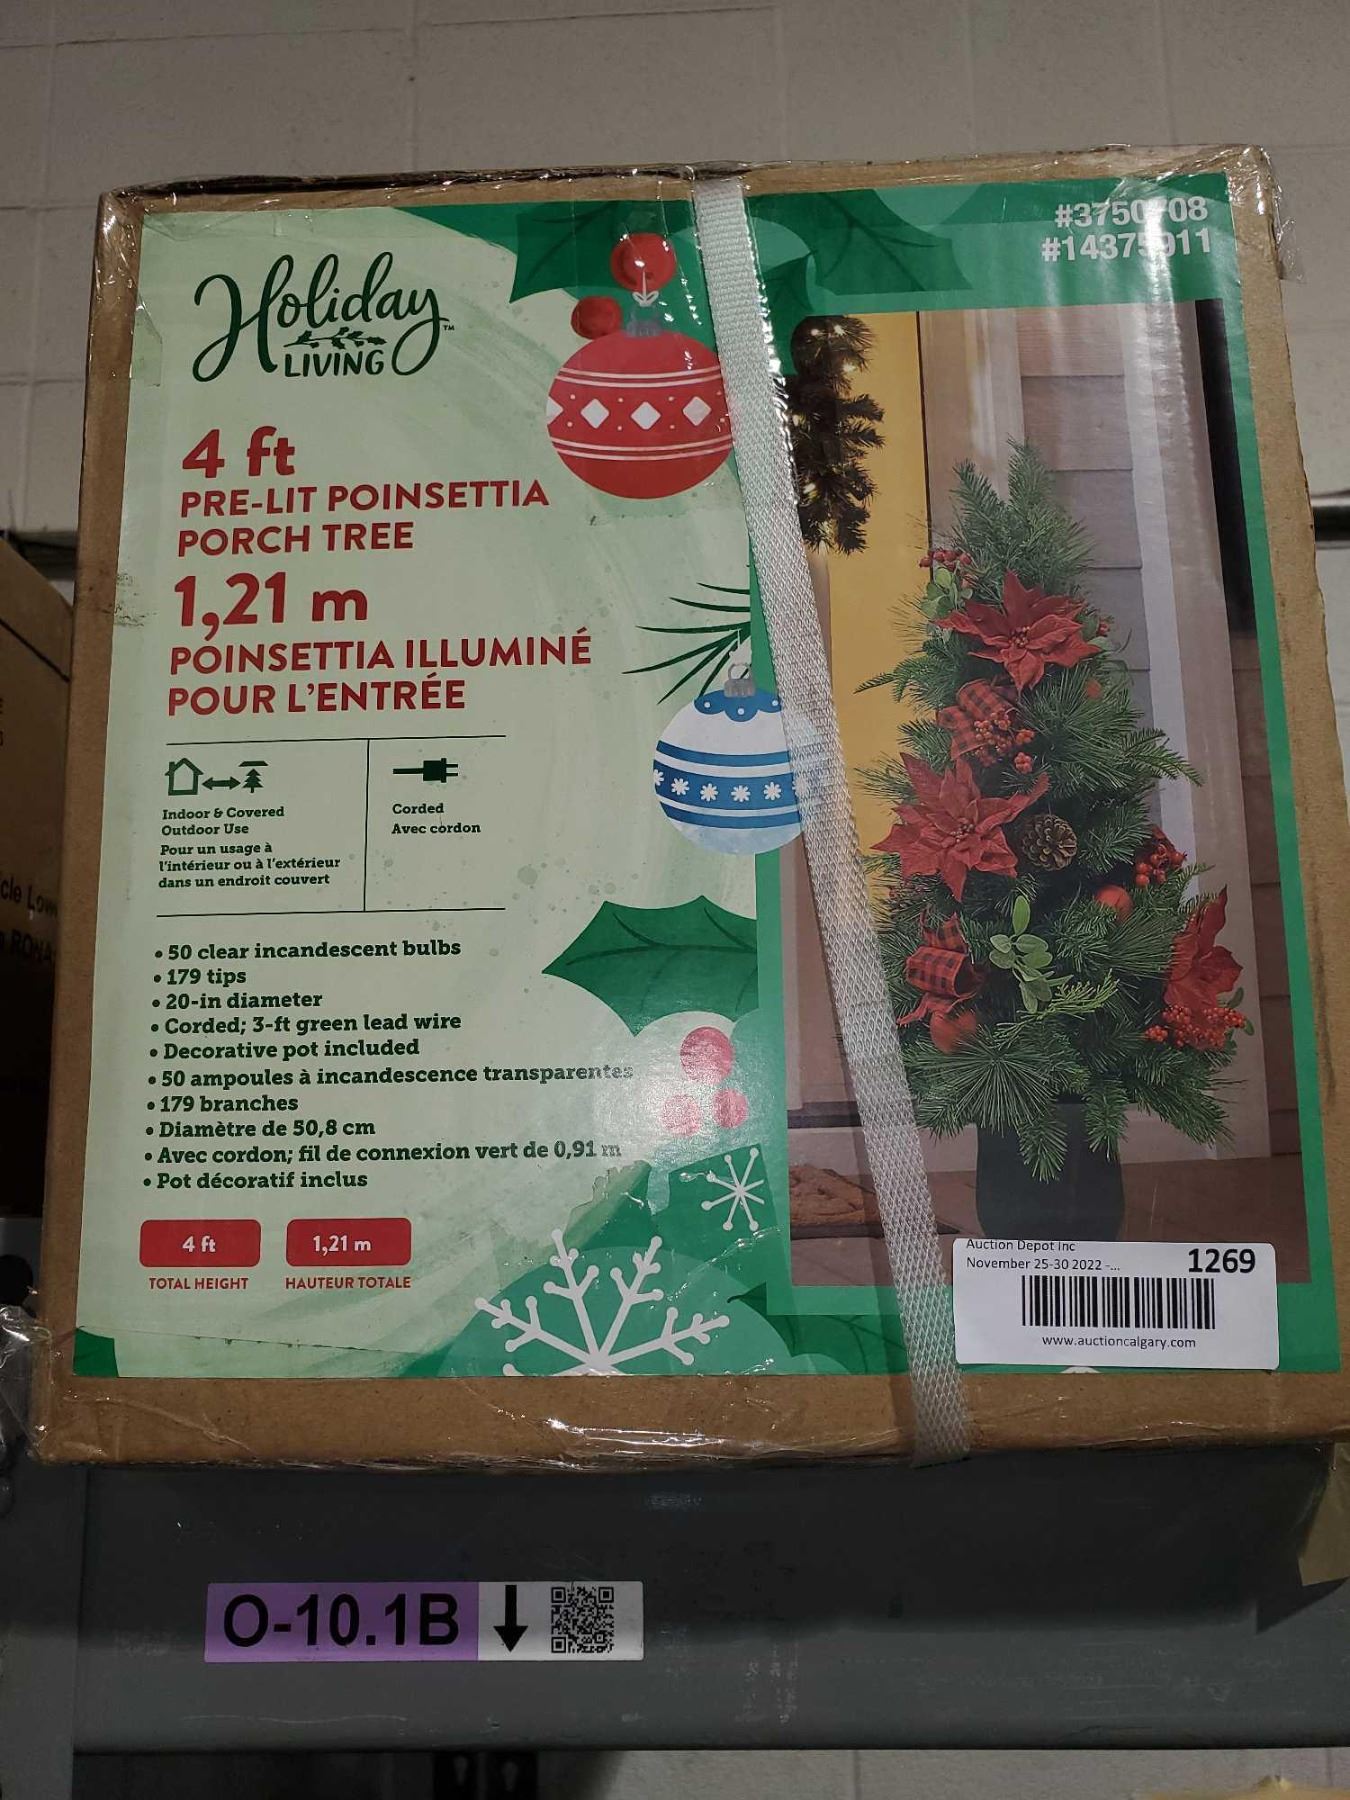 Holiday
LIVING
TM
4 ft
PRE-LIT POINSETTIA
PORCH TREE
1,21 m
POINSETTIA ILLUMINÉ
POUR L'ENTRÉE
Indoor & Covered
Outdoor Use
Pour un usage à
l'intérieur ou à l'extérieur
dans un endroit couvert
Corded
Avec cordon
• 50 clear incandescent bulbs
• 179 tips
• 20-in diameter
• Corded; 3-ft green lead wire
• Decorative pot included
• 50 ampoules à incandescence transparentes
• 179 branches
• Diamètre de 50,8 cm
• Avec cordon; fil de connexion vert de 0,91 m
• Pot décoratif inclus
4 ft
TOTAL HEIGHT
1,21 m
HAUTEUR TOTALE
#14375911
Auction Depot Inc
November 25-30 2022 -...
1269
www.auctioncalgary.com
O-10.1B